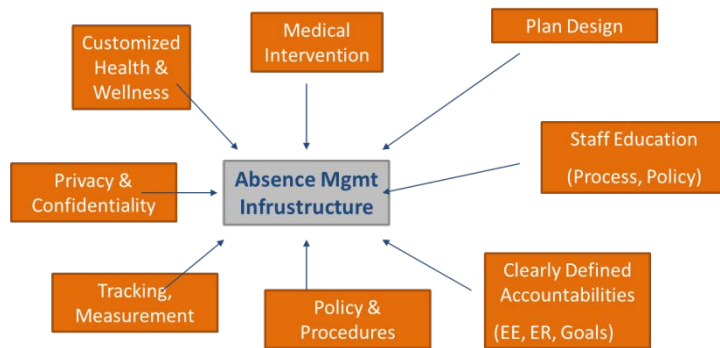 Customized
Health &
Wellness
Medical
Intervention
Plan Design
Staff Education
(Process, Policy)
Privacy &
Confidentiality
Absence Mgmt
Infrustructure
Tracking,
Measurement
Policy &
Procedures
Clearly Defined
Accountabilities
(EE, ER, Goals)